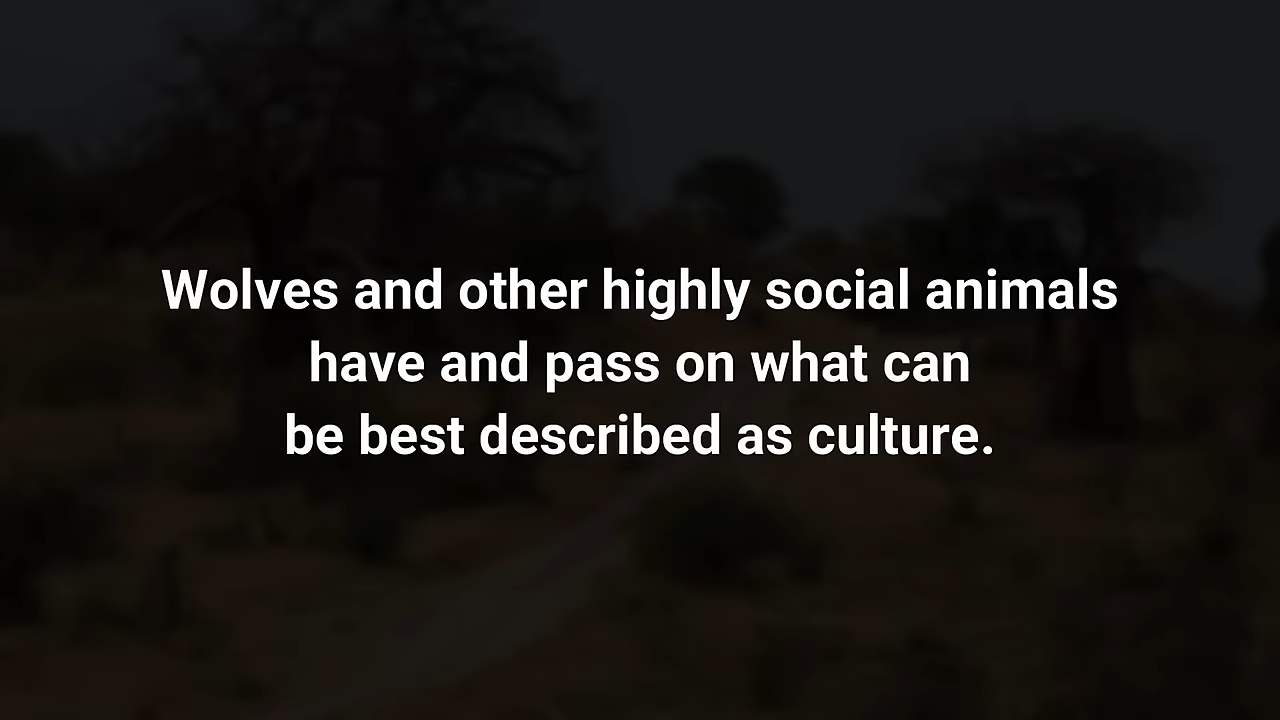 Wolves and other highly social animals
have and pass on what can
be best described as culture.